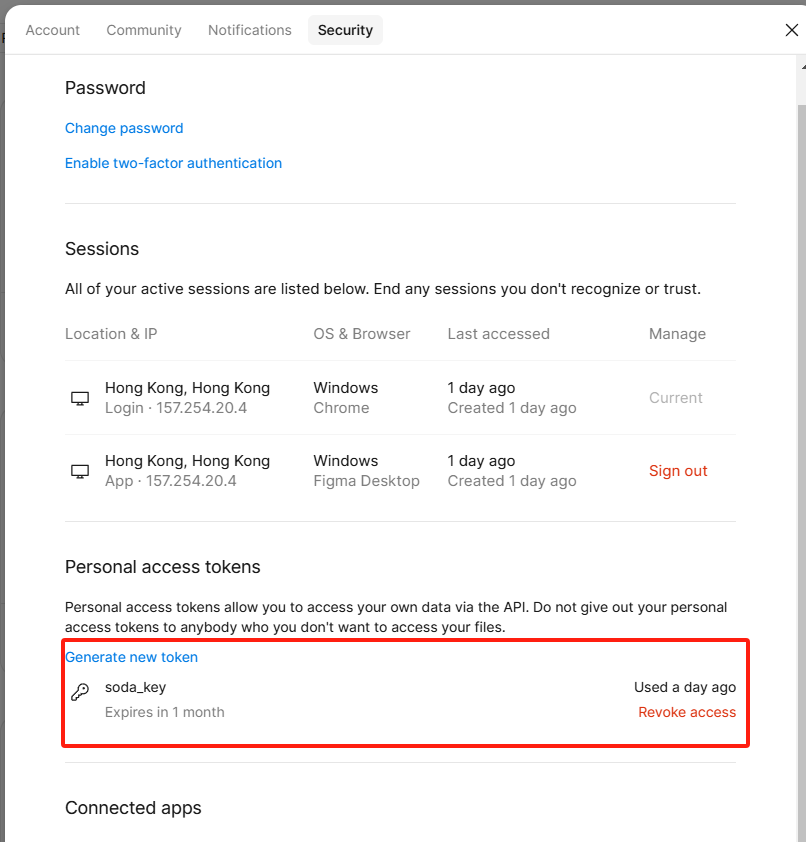 Account Community Notifications Security
Password
Change password
Enable two-factor authentication
Sessions
All of your active sessions are listed below. End any sessions you don't recognize or trust.
Location & IP OS & Browser Last accessed Manage
Hong Kong, Hong Kong Windows 1 day ago
Login · 157.254.20.4 Chrome Created 1 day ago Current
Hong Kong, Hong Kong Windows 1 day ago
App · 157.254.20.4 Figma Desktop Created 1 day ago Sign out
Personal access tokens
Personal access tokens allow you to access your own data via the API. Do not give out your personal
access tokens to anybody who you don't want to access your files.
Generate new token
soda_key Used a day ago
Expires in 1 month Revoke access
Connected apps